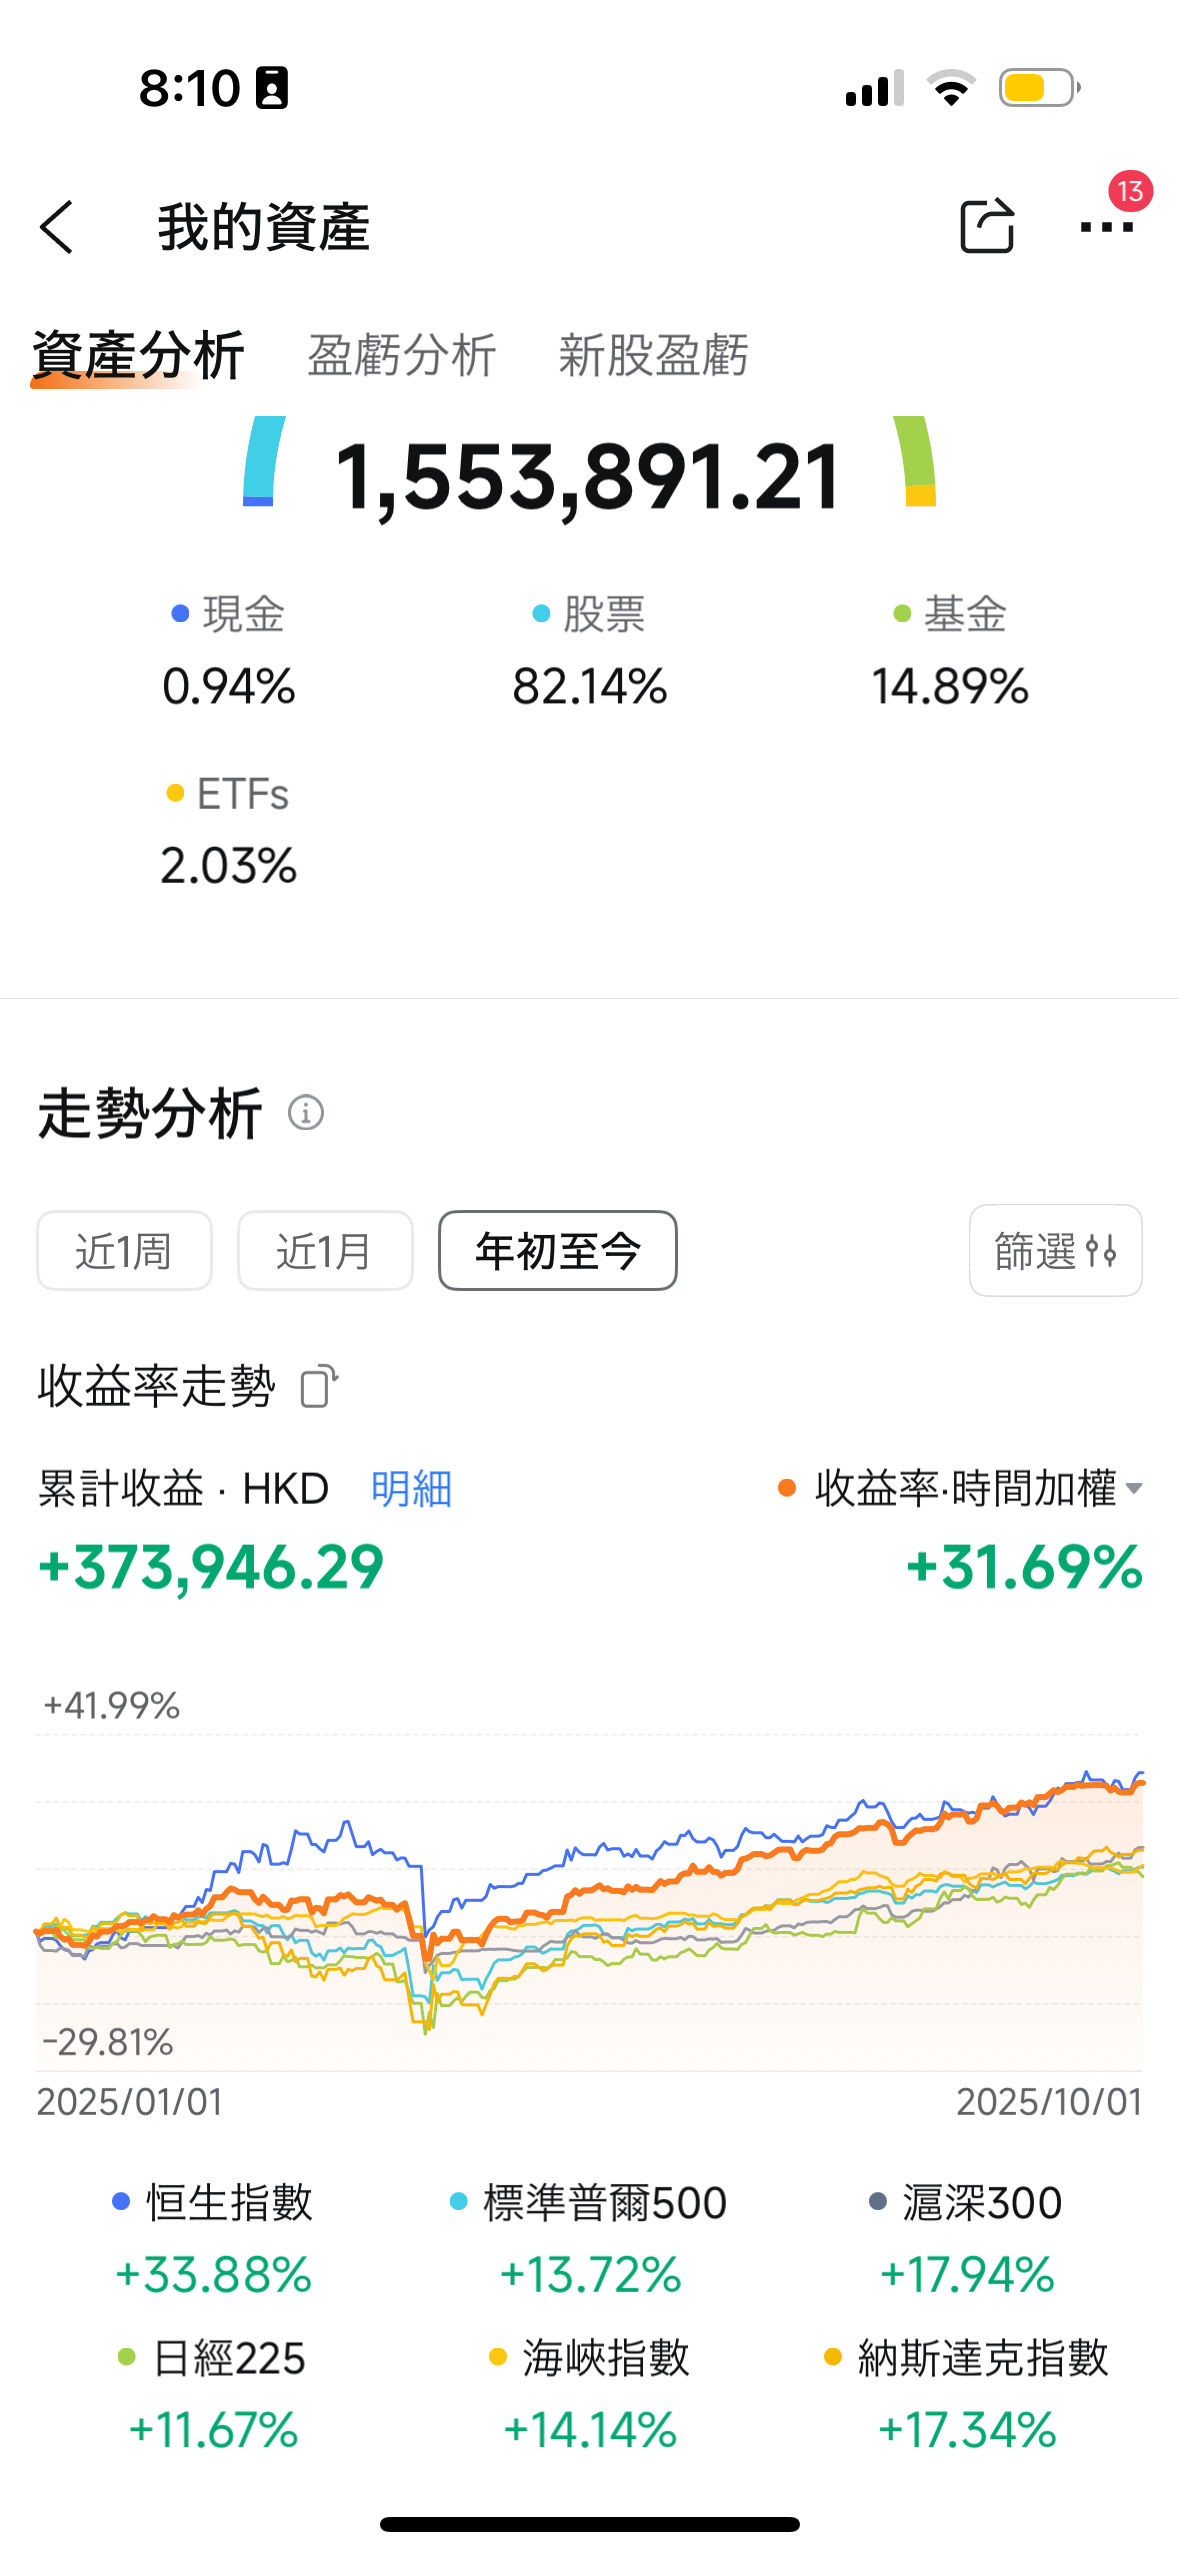 8:10
13
我的資產
資產分析 盈虧分析 新股盈虧
1,553,891.21
現金 股票 基金
0.94% 82.14% 14.89%
ETFs
2.03%
走勢分析
近1周 近1月 年初至今 篩選
收益率走勢
累計收益 · HKD 明細 收益率·時間加權
+373,946.29 +31.69%
+41.99%
-29.81%
2025/01/01 2025/10/01
恒生指數 標準普爾500 滬深300
+33.88% +13.72% +17.94%
日經225 海峽指數 納斯達克指數
+11.67% +14.14% +17.34%